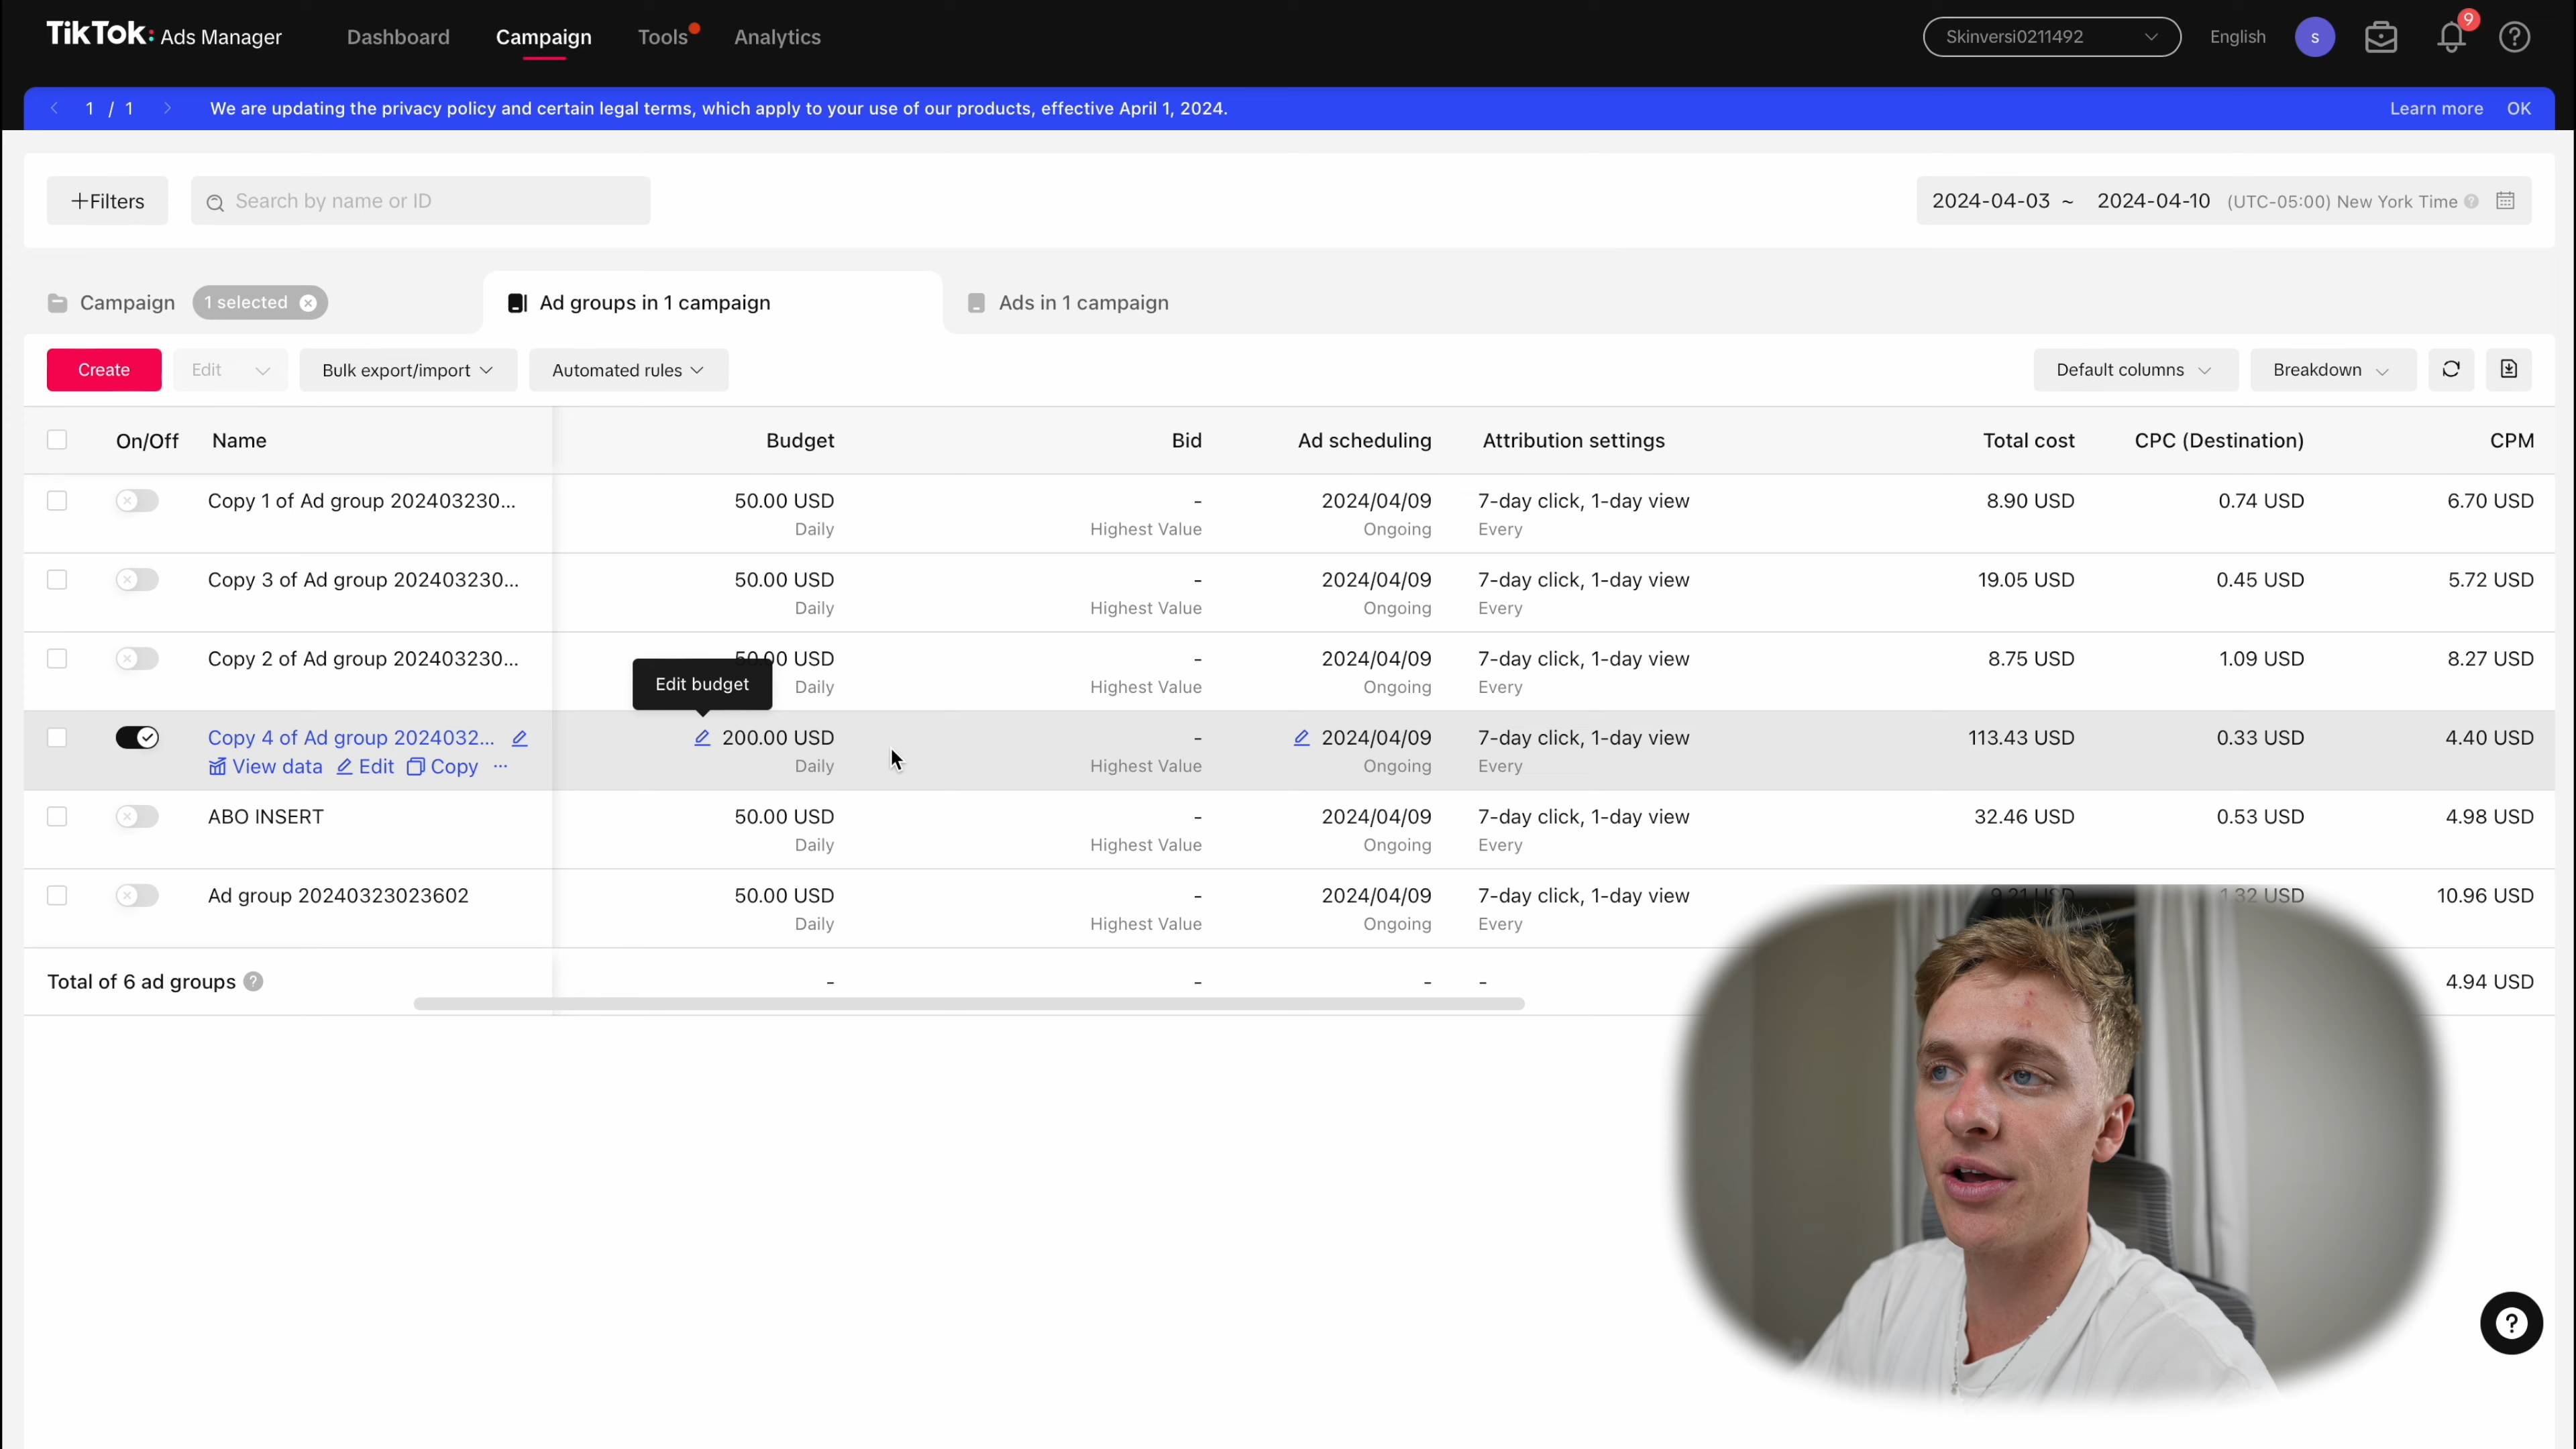 TikTok: Ads Manager Dashboard Campaign Tools Analytics Skinversi0211492 English s 9
1 / 1 We are updating the privacy policy and certain legal terms, which apply to your use of our products, effective April 1, 2024. Learn more OK
+Filters Search by name or ID 2024-04-03 ~ 2024-04-10 (UTC-05:00) New York Time
Campaign 1 selected Ad groups in 1 campaign Ads in 1 campaign
Create Edit Bulk export/import Automated rules Default columns Breakdown
On/Off Name Budget Bid Ad scheduling Attribution settings Total cost CPC (Destination) CPM
Copy 1 of Ad group 202403230... 50.00 USD - 2024/04/09 7-day click, 1-day view 8.90 USD 0.74 USD 6.70 USD
Daily Highest Value Ongoing Every
Copy 3 of Ad group 202403230... 50.00 USD - 2024/04/09 7-day click, 1-day view 19.05 USD 0.45 USD 5.72 USD
Daily Highest Value Ongoing Every
Copy 2 of Ad group 202403230... 50.00 USD - 2024/04/09 7-day click, 1-day view 8.75 USD 1.09 USD 8.27 USD
Edit budget Daily Highest Value Ongoing Every
Copy 4 of Ad group 2024032... 200.00 USD - 2024/04/09 7-day click, 1-day view 113.43 USD 0.33 USD 4.40 USD
View data Edit Copy ... Daily Highest Value Ongoing Every
ABO INSERT 50.00 USD - 2024/04/09 7-day click, 1-day view 32.46 USD 0.53 USD 4.98 USD
Daily Highest Value Ongoing Every
Ad group 20240323023602 50.00 USD - 2024/04/09 7-day click, 1-day view 9.21 USD 1.32 USD 10.96 USD
Daily Highest Value Ongoing Every
Total of 6 ad groups ? - - - - 4.94 USD
?